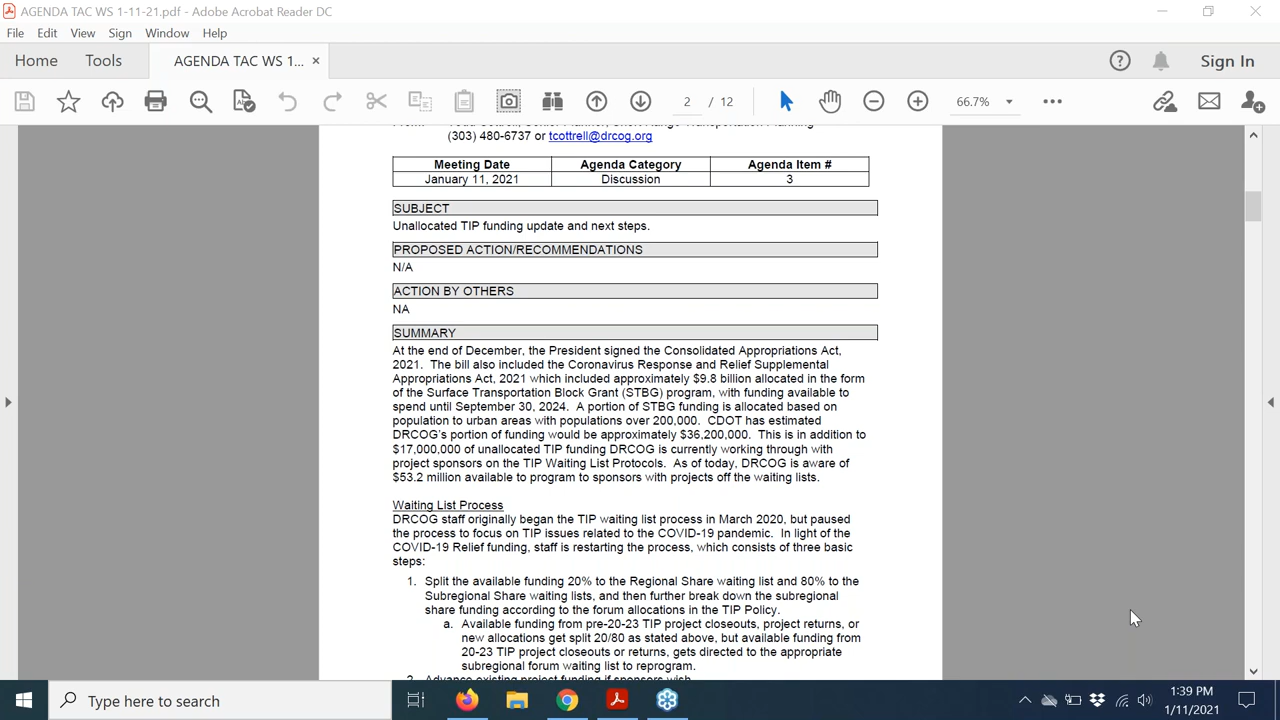 AGENDA TAC WS 1-11-21.pdf - Adobe Acrobat Reader DC
File Edit View Sign Window Help
Home Tools AGENDA TAC WS 1... × Sign In
2 / 12 66.7%
(303) 480-6737 or tcottrell@drcog.org
Meeting Date Agenda Category Agenda Item #
January 11, 2021 Discussion 3
SUBJECT
Unallocated TIP funding update and next steps.
PROPOSED ACTION/RECOMMENDATIONS
N/A
ACTION BY OTHERS
NA
SUMMARY
At the end of December, the President signed the Consolidated Appropriations Act,
2021. The bill also included the Coronavirus Response and Relief Supplemental
Appropriations Act, 2021 which included approximately $9.8 billion allocated in the form
of the Surface Transportation Block Grant (STBG) program, with funding available to
spend until September 30, 2024. A portion of STBG funding is allocated based on
population to urban areas with populations over 200,000. CDOT has estimated
DRCOG's portion of funding would be approximately $36,200,000. This is in addition to
$17,000,000 of unallocated TIP funding DRCOG is currently working through with
project sponsors on the TIP Waiting List Protocols. As of today, DRCOG is aware of
$53.2 million available to program to sponsors with projects off the waiting lists.
Waiting List Process
DRCOG staff originally began the TIP waiting list process in March 2020, but paused
the process to focus on TIP issues related to the COVID-19 pandemic. In light of the
COVID-19 Relief funding, staff is restarting the process, which consists of three basic
steps:
1. Split the available funding 20% to the Regional Share waiting list and 80% to the
Subregional Share waiting lists, and then further break down the subregional
share funding according to the forum allocations in the TIP Policy.
a. Available funding from pre-20-23 TIP project closeouts, project returns, or
new allocations get split 20/80 as stated above, but available funding from
20-23 TIP project closeouts or returns, gets directed to the appropriate
subregional forum waiting list to reprogram.
2. Advance existing project funding if sponsors wish.
Type here to search
1:39 PM
1/11/2021